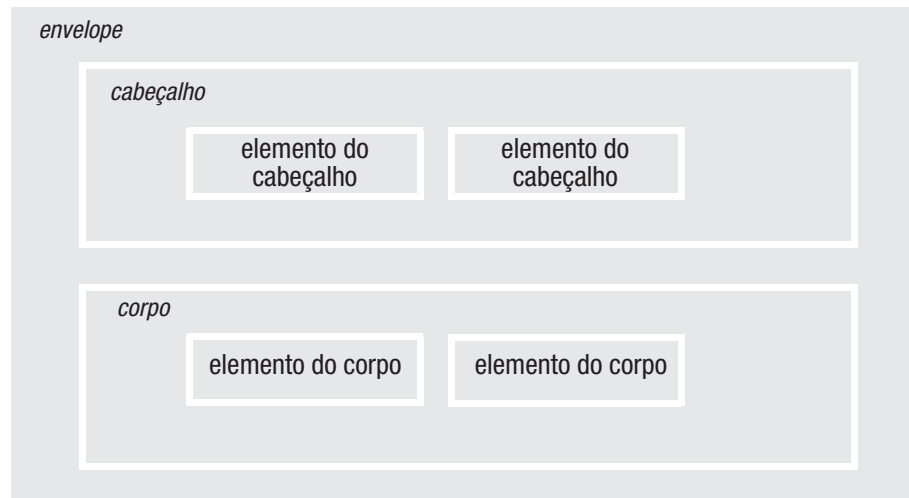 envelope
cabeçalho
elemento do
cabeçalho
elemento do
cabeçalho
corpo
elemento do corpo
elemento do corpo